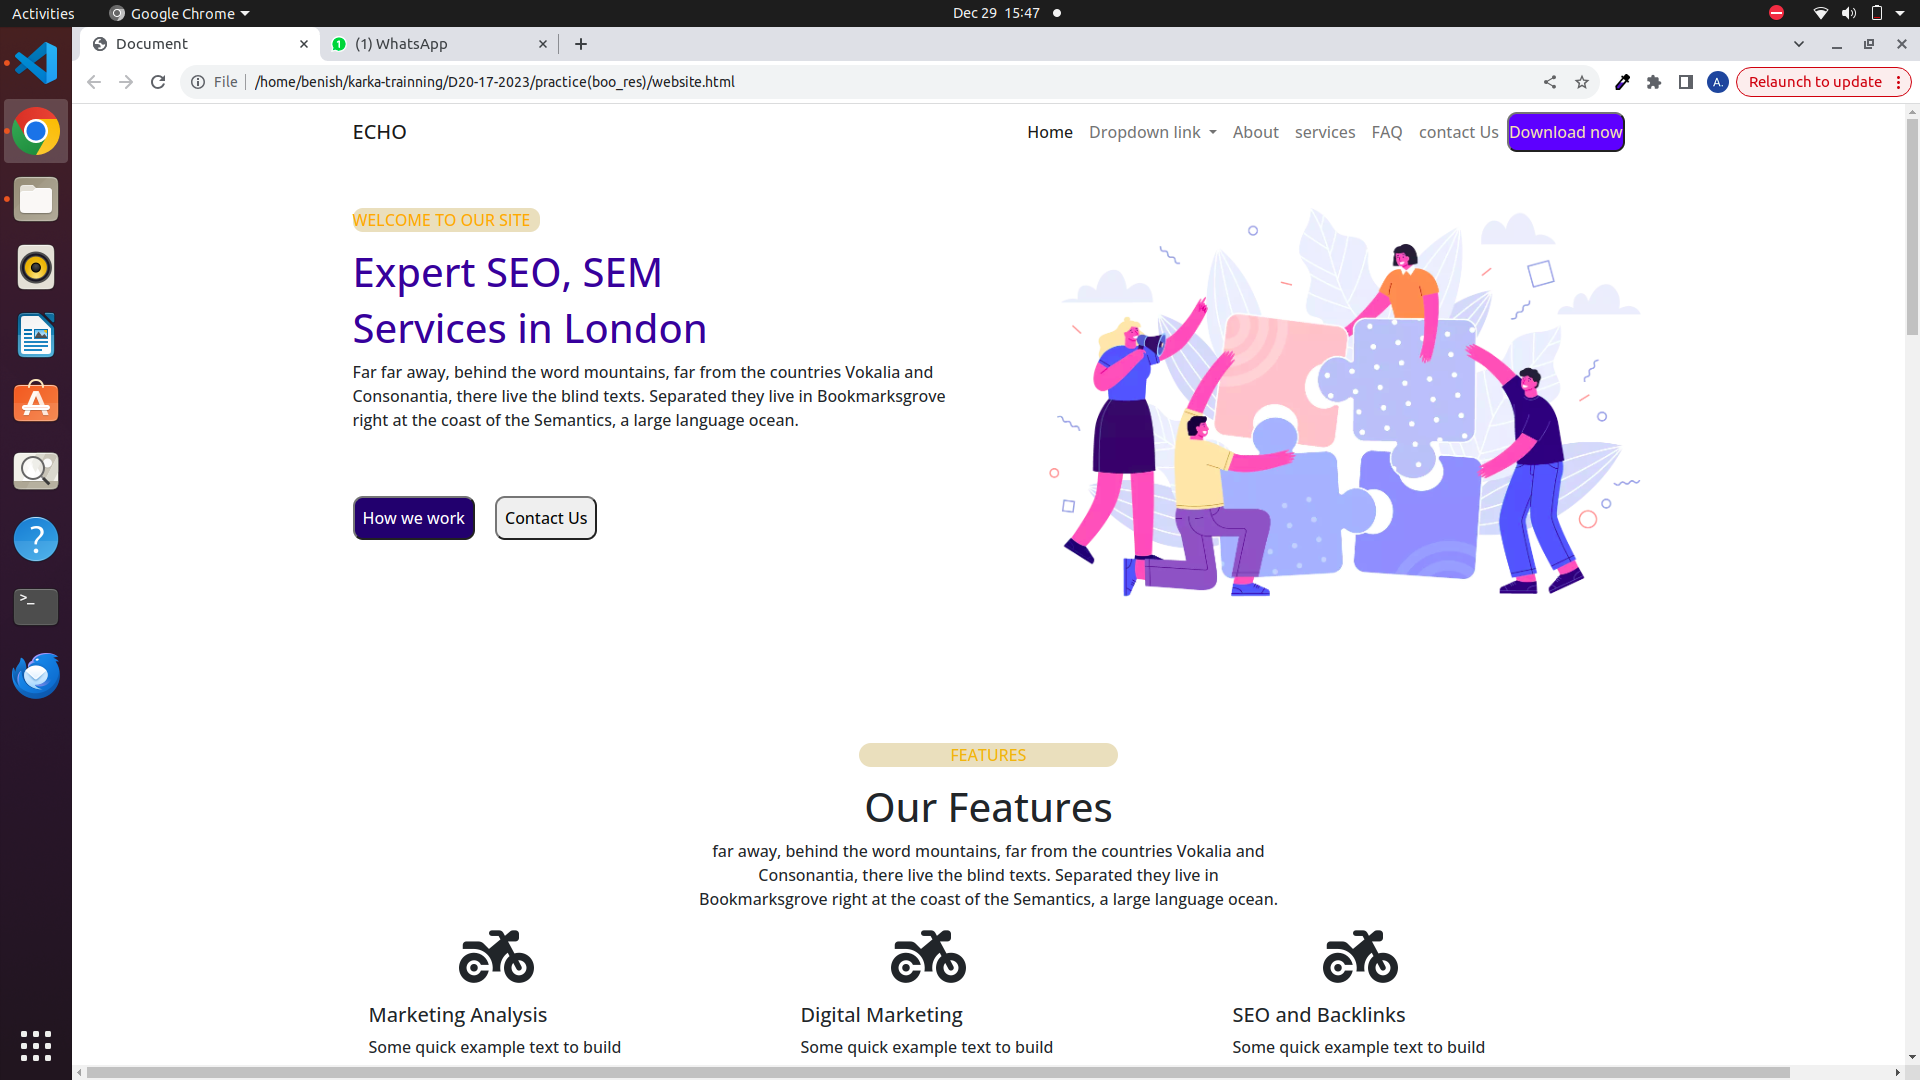 Activities
Google Chrome
Dec 29 15:47
Document
1
(1) WhatsApp
File
/home/benish/karka-trainning/D20-17-2023/practice(boo_res)/website.html
A.
Relaunch to update
ECHO
Home
Dropdown link
About
services
FAQ
contact Us
Download now
WELCOME TO OUR SITE
Expert SEO, SEM
Services in London
Far far away, behind the word mountains, far from the countries Vokalia and
Consonantia, there live the blind texts. Separated they live in Bookmarksgrove
right at the coast of the Semantics, a large language ocean.
How we work
Contact Us
FEATURES
Our Features
far away, behind the word mountains, far from the countries Vokalia and
Consonantia, there live the blind texts. Separated they live in
Bookmarksgrove right at the coast of the Semantics, a large language ocean.
Marketing Analysis
Some quick example text to build
Digital Marketing
Some quick example text to build
SEO and Backlinks
Some quick example text to build